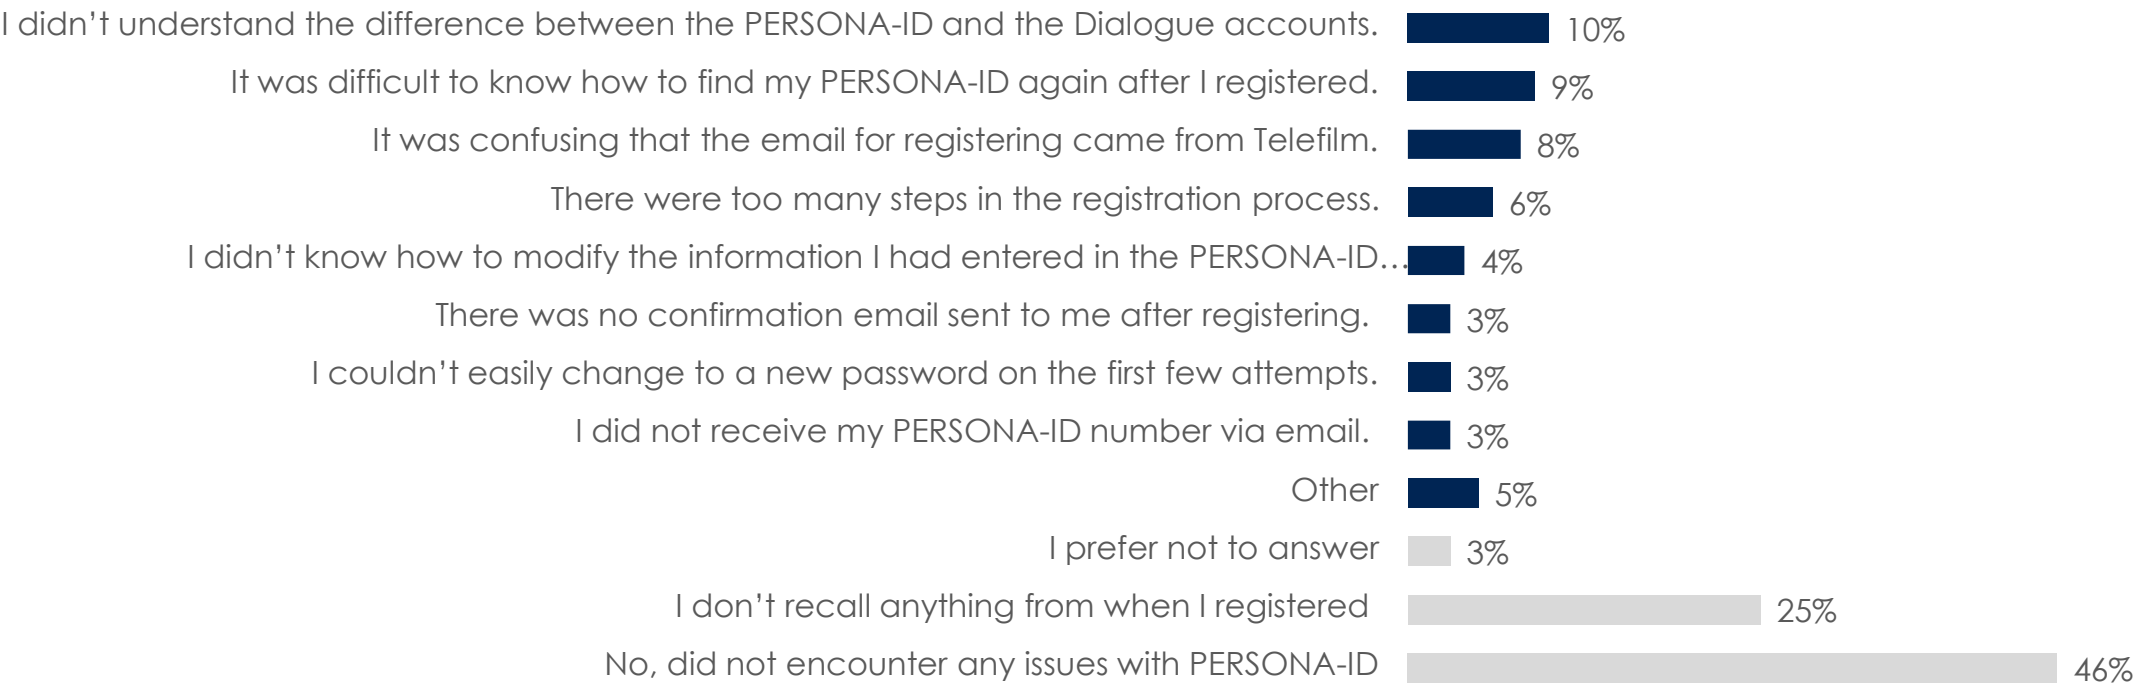 I didn’t understand the difference between the PERSONA-ID and the Dialogue accounts. 10%
It was difficult to know how to find my PERSONA-ID again after I registered. 9%
It was confusing that the email for registering came from Telefilm. 8%
There were too many steps in the registration process. 6%
I didn’t know how to modify the information I had entered in the PERSONA-ID… 4%
There was no confirmation email sent to me after registering. 3%
I couldn’t easily change to a new password on the first few attempts. 3%
I did not receive my PERSONA-ID number via email. 3%
Other 5%
I prefer not to answer 3%
I don’t recall anything from when I registered 25%
No, did not encounter any issues with PERSONA-ID 46%